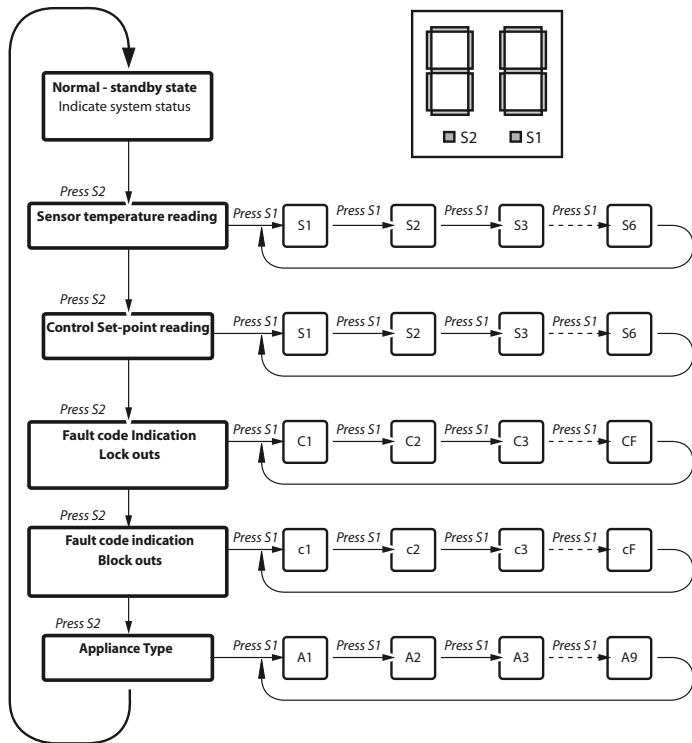 Normal - standby state
Indicate system status
S2 S1
Press S2
Sensor temperature reading
Press S1
S1
Press S1
S2
Press S1
S3
Press S1
S6
Press S2
Control Set-point reading
Press S1
S1
Press S1
S2
Press S1
S3
Press S1
S6
Press S2
Fault code Indication
Lock outs
Press S1
C1
Press S1
C2
Press S1
C3
Press S1
CF
Press S2
Fault code indication
Block outs
Press S1
c1
Press S1
c2
Press S1
c3
Press S1
cF
Press S2
Appliance Type
Press S1
A1
Press S1
A2
Press S1
A3
Press S1
A9